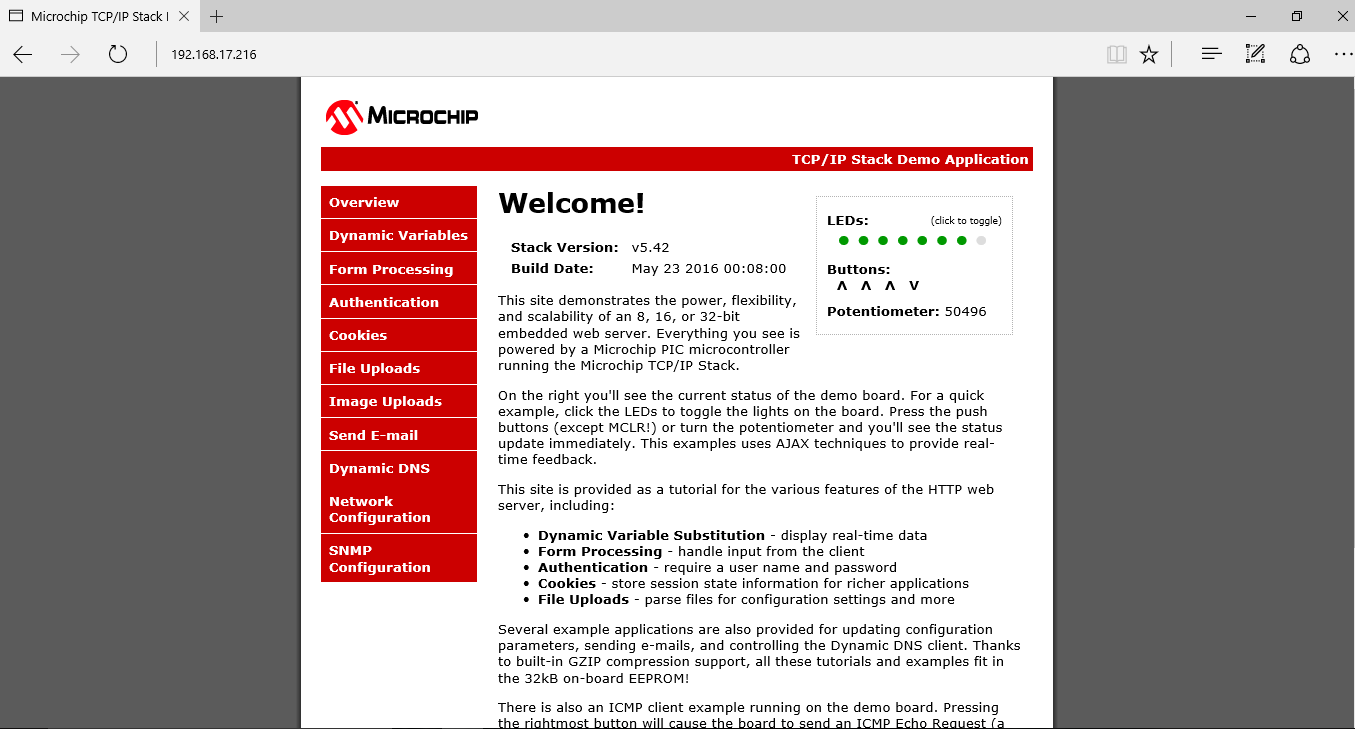 Microchip TCP/IP Stack
192.168.17.216
MICROCHIP
TCP/IP Stack Demo Application
Overview
Dynamic Variables
Form Processing
Authentication
Cookies
File Uploads
Image Uploads
Send E-mail
Dynamic DNS
Network
Configuration
SNMP
Configuration
Welcome!
Stack Version: v5.42
Build Date: May 23 2016 00:08:00
This site demonstrates the power, flexibility,
and scalability of an 8, 16, or 32-bit
embedded web server. Everything you see is
powered by a Microchip PIC microcontroller
running the Microchip TCP/IP Stack.
LEDs: (click to toggle)
Buttons:
Λ Λ Λ V
Potentiometer: 50496
On the right you'll see the current status of the demo board. For a quick
example, click the LEDs to toggle the lights on the board. Press the push
buttons (except MCLR!) or turn the potentiometer and you'll see the status
update immediately. This examples uses AJAX techniques to provide real-
time feedback.
This site is provided as a tutorial for the various features of the HTTP web
server, including:
• Dynamic Variable Substitution - display real-time data
• Form Processing - handle input from the client
• Authentication - require a user name and password
• Cookies - store session state information for richer applications
• File Uploads - parse files for configuration settings and more
Several example applications are also provided for updating configuration
parameters, sending e-mails, and controlling the Dynamic DNS client. Thanks
to built-in GZIP compression support, all these tutorials and examples fit in
the 32kB on-board EEPROM!
There is also an ICMP client example running on the demo board. Pressing
the rightmost button will cause the board to send an ICMP Echo Request (a